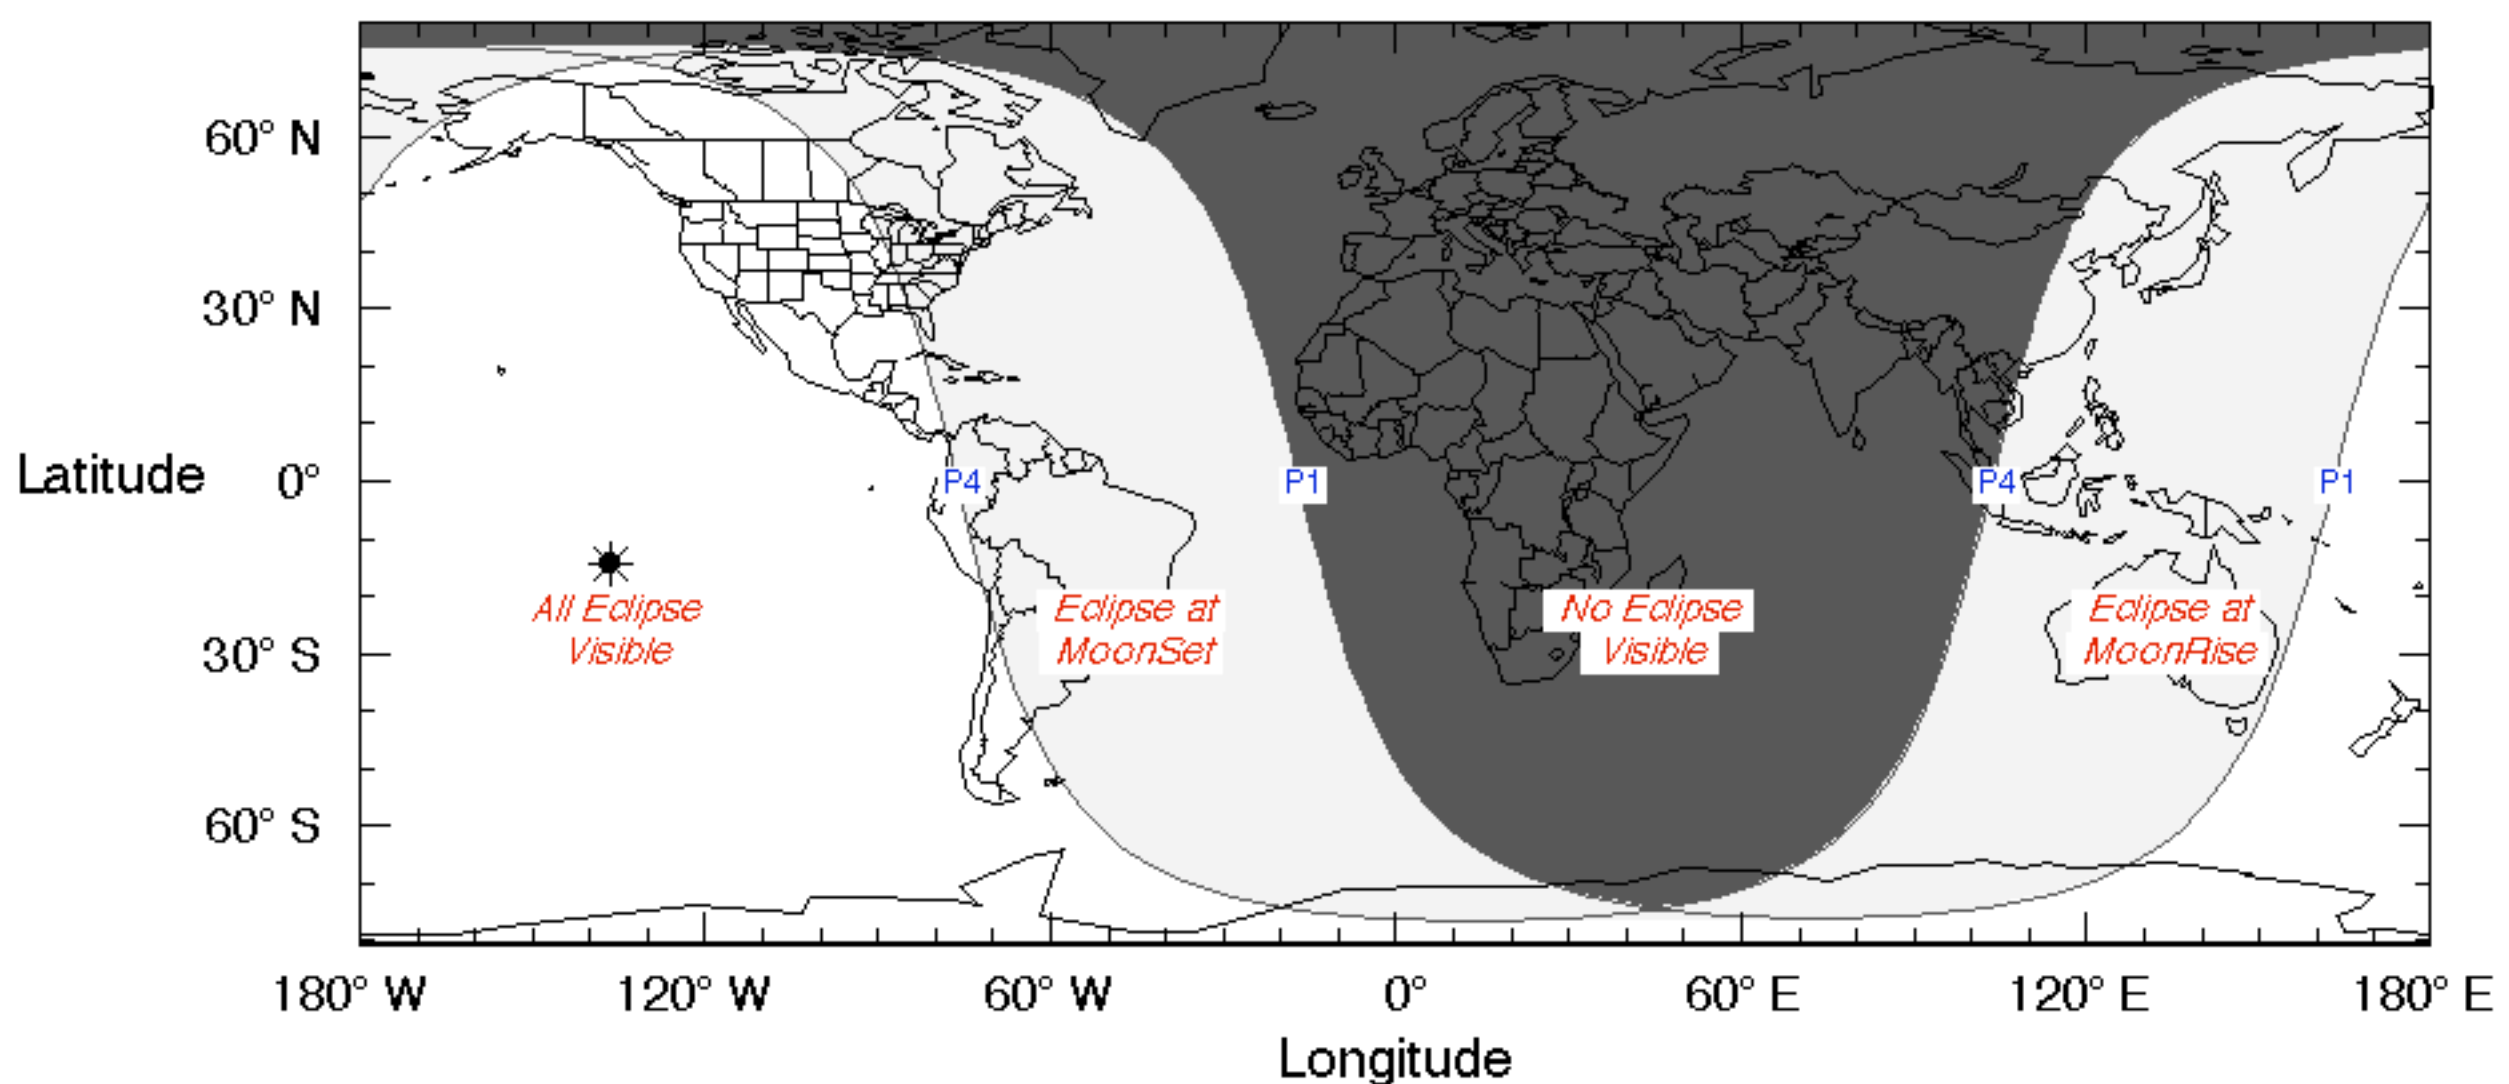 60° N
30° N
Latitude 0°
P4 P1 P4 P1
All Eclipse
Visible
Eclipse at
MoonSet
No Eclipse
Visible
Eclipse at
MoonRise
30° S
60° S
180° W 120° W 60° W 0° 60° E 120° E 180° E
Longitude